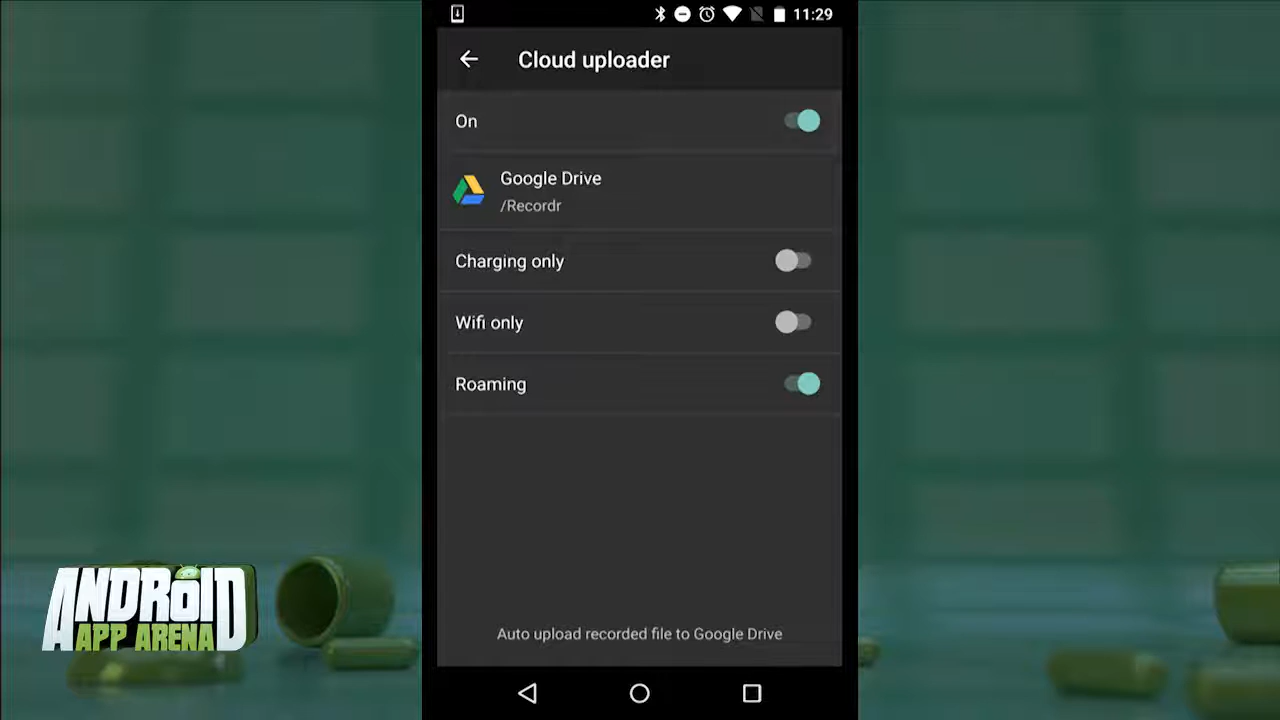 11:29
Cloud uploader
On
Google Drive
/Recordr
Charging only
Wifi only
Roaming
Auto upload recorded file to Google Drive
ANDROID
APP ARENA